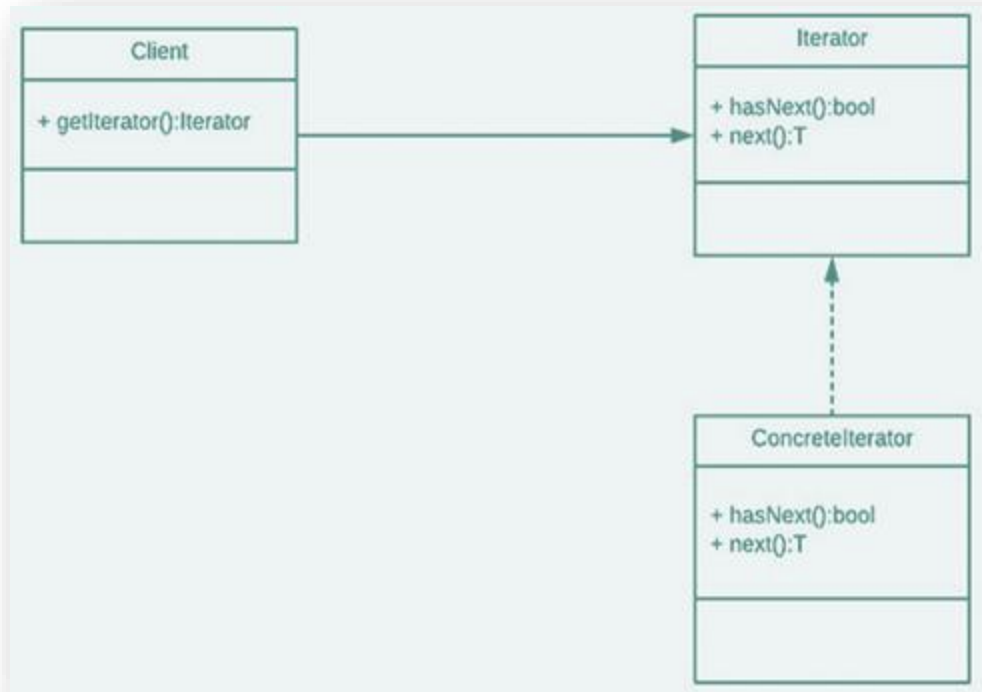 Client
+ getIterator():Iterator
Iterator
+ hasNext():bool
+ next():T
ConcreteIterator
+ hasNext():bool
+ next():T